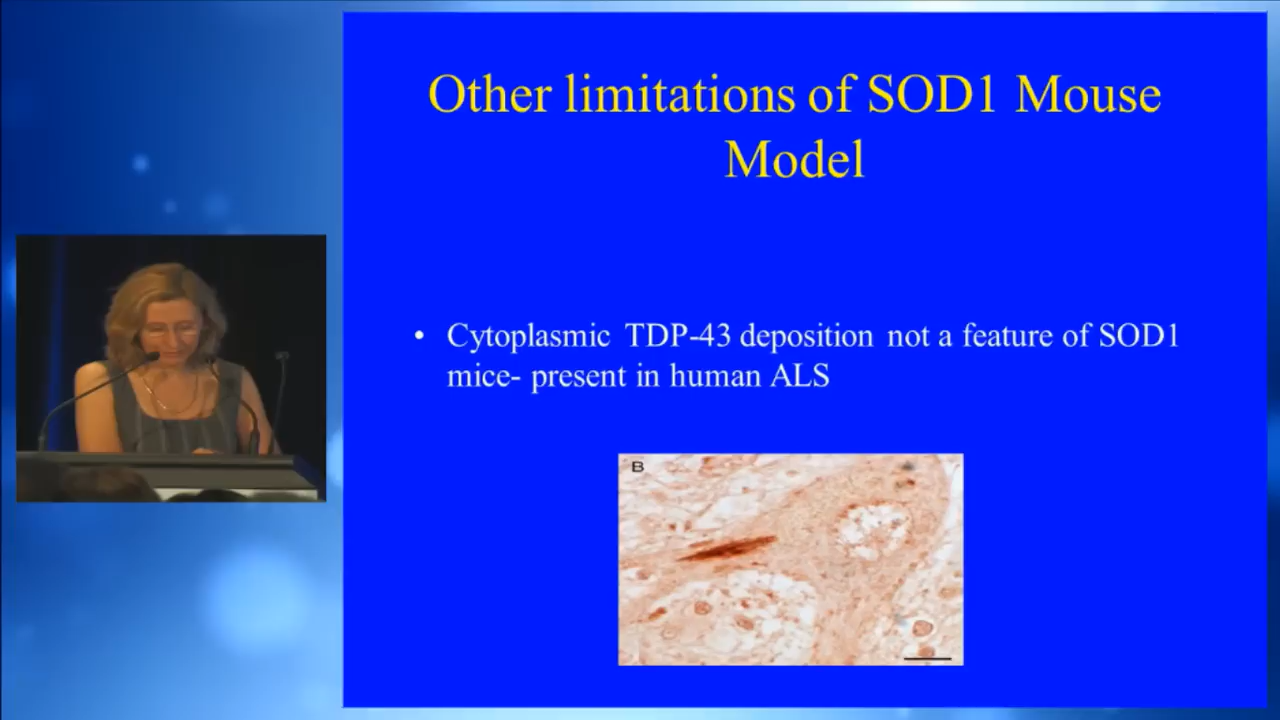 Other limitations of SOD1 Mouse
Model
• Cytoplasmic TDP-43 deposition not a feature of SOD1
mice- present in human ALS
B